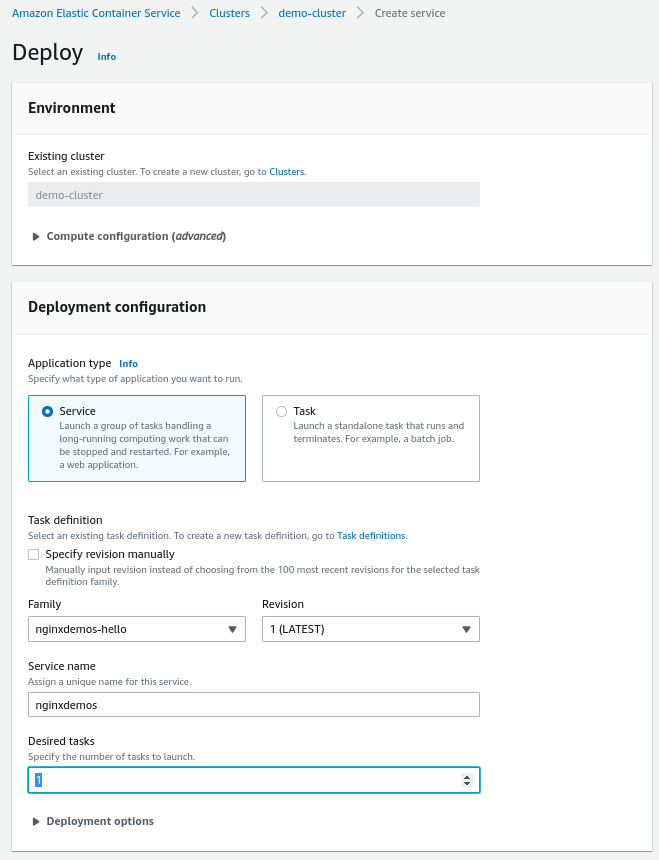 Amazon Elastic Container Service > Clusters > demo-cluster > Create service
Deploy Info
Environment
Existing cluster
Select an existing cluster. To create a new cluster, go to Clusters.
demo-cluster
Compute configuration (advanced)
Deployment configuration
Application type Info
Specify what type of application you want to run.
Service
Launch a group of tasks handling a
long-running computing work that can
be stopped and restarted. For example,
a web application.
Task
Launch a standalone task that runs and
terminates. For example, a batch job.
Task definition
Select an existing task definition. To create a new task definition, go to Task definitions.
Specify revision manually
Manually input revision instead of choosing from the 100 most recent revisions for the selected task
definition family.
Family
nginxdemos-hello
Revision
1 (LATEST)
Service name
Assign a unique name for this service.
nginxdemos
Desired tasks
Specify the number of tasks to launch.
1
Deployment options